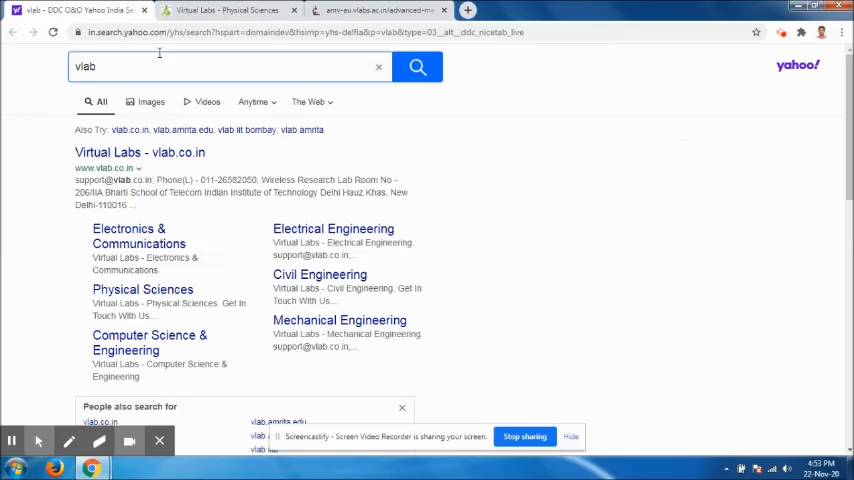 vlab - DDC O&O Yahoo India Sea
Virtual Labs - Physical Sciences
amv-au.vlabs.ac.in/advanced-me
in.search.yahoo.com/yhs/search?hspart=domaindev&hsimp=yhs-delfia&p=vlab&type=03__alt__ddc_nicetab_live
vlab
yahoo!
All Images Videos Anytime The Web
Also Try: vlab.co.in, vlab.amrita.edu, vlab iit bombay, vlab amrita
Virtual Labs - vlab.co.in
www.vlab.co.in
support@vlab.co.in; Phone(L) - 011-26582050; Wireless Research Lab Room No -
206/IIA Bharti School of Telecom Indian Institute of Technology Delhi Hauz Khas, New
Delhi-110016 ...
Electronics &
Communications
Virtual Labs - Electronics &
Communications
Physical Sciences
Virtual Labs - Physical Sciences. Get In
Touch With Us....
Computer Science &
Engineering
Virtual Labs - Computer Science &
Engineering
Electrical Engineering
Virtual Labs - Electrical Engineering.
support@vlab.co.in;...
Civil Engineering
Virtual Labs - Civil Engineering. Get In
Touch With Us....
Mechanical Engineering
Virtual Labs - Mechanical Engineering.
support@vlab.co.in;...
People also search for
vlab.co.in
vlab.amrita.edu
Screencastify - Screen Video Recorder is sharing your screen.
Stop sharing
Hide
4:53 PM
22-Nov-20